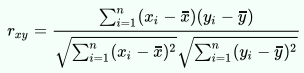 $r_{xy} = \frac{\sum_{i=1}^{n}(x_i - \overline{x})(y_i - \overline{y})}{\sqrt{\sum_{i=1}^{n}(x_i - \overline{x})^2}\sqrt{\sum_{i=1}^{n}(y_i - \overline{y})^2}}$